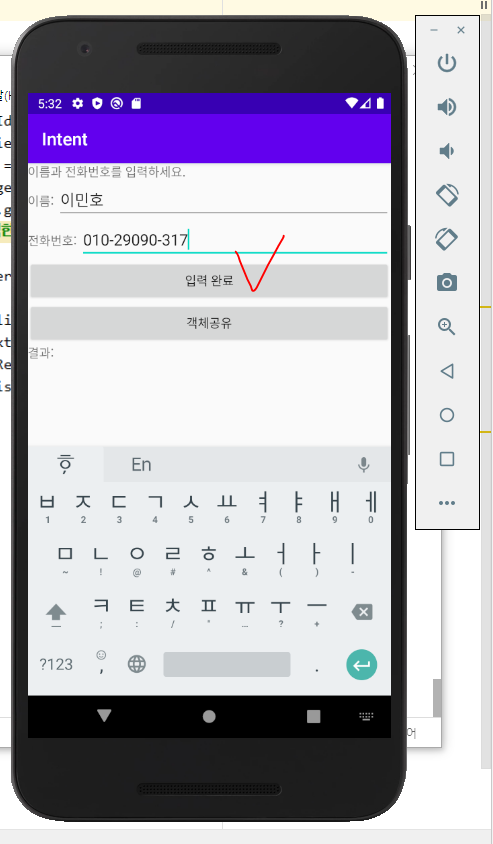 5:32
Intent
이름과 전화번호를 입력하세요.
이름: 이민호
전화번호: 010-29090-317
입력 완료
객체공유
결과:
En
ㅂ ㅈ ㄷ ㄱ ㅅ ㅛ ㅕ ㅑ ㅐ ㅔ
1 2 3 4 5 6 7 8 9 0
ㅁ ㄴ ㅇ ㄹ ㅎ ㅗ ㅓ ㅏ ㅣ
~ ! @ # ^ & ( ) -
ㅋ ㅌ ㅊ ㅍ ㅠ ㅜ ㅡ
; : / ° … ? +
?123 , .